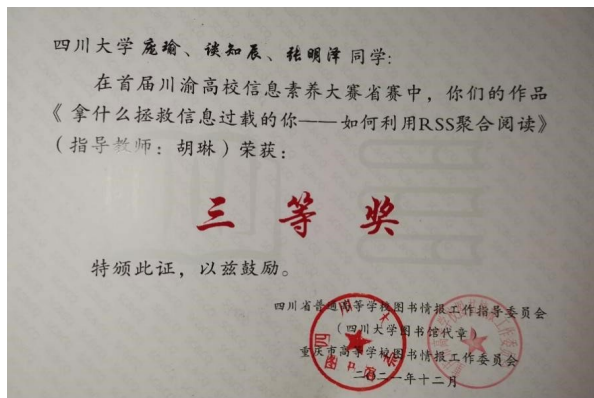 四川大学 庞瑜、谈知辰、张明泽 同学:
在首届川渝高校信息素养大赛省赛中，你们的作品
《拿什么拯救信息过载的你——如何利用RSS聚合阅读》
（指导教师：胡琳）荣获：
三等奖
特颁此证，以兹鼓励。
四川省普通高等学校图书情报工作指导委员会
（四川大学图书馆代章）
重庆市高等学校图书情报工作委员会
二〇二一年十二月